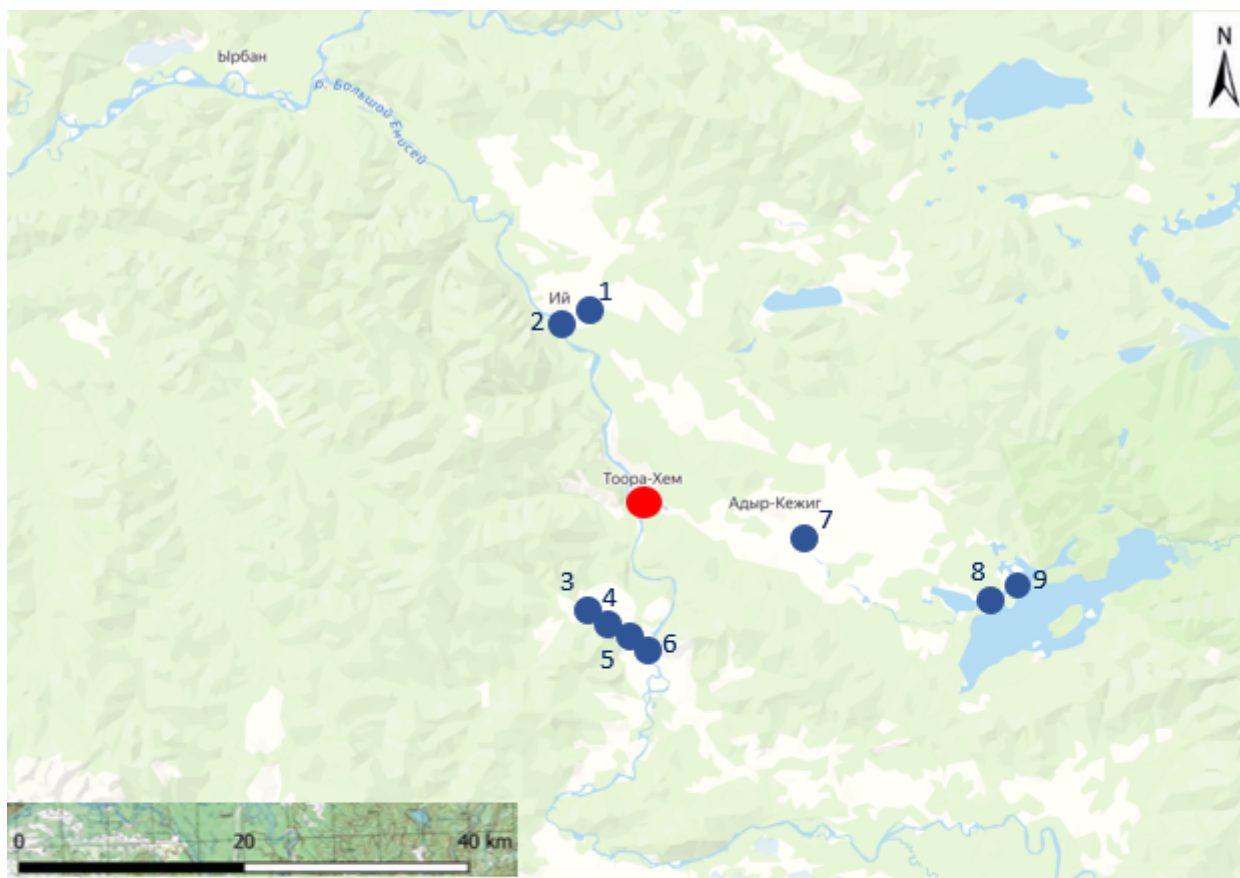 N
Ырбан
р. Большой Енисей
Ий
1
2
Тоора-Хем
Адыр-Кежиг
7
3
4
8
9
5
6
0 20 40 km